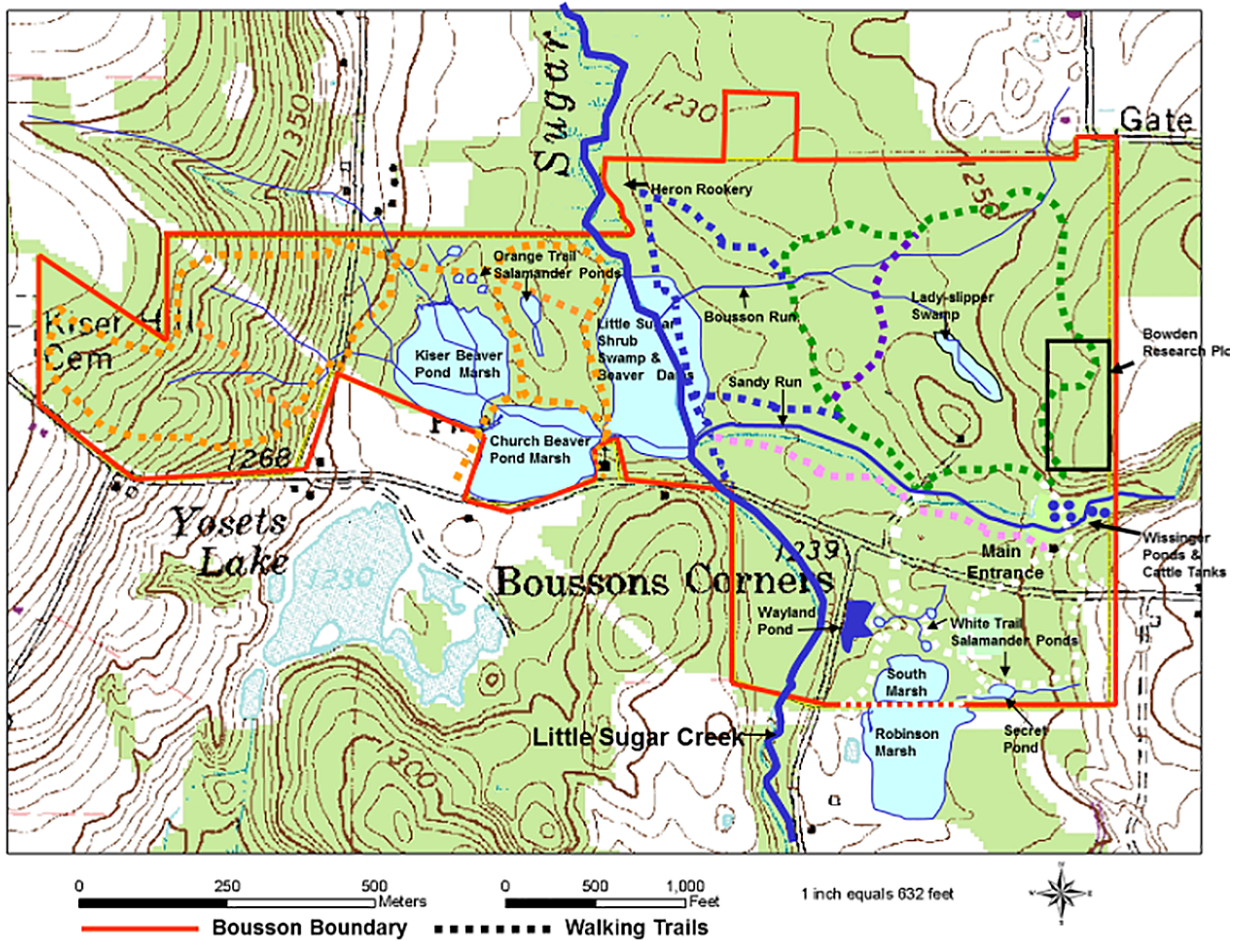 Sugar
1350
1230
Gate
Heron Rookery
1250
Orange Trail
Salamander Ponds
Lady-slipper
Swamp
Kiser Hill
Cem
Bousson Run
Little Sugar
Shrub
Swamp &
Beaver Da
Bowden
Research Plc
Kiser Beaver
Pond Marsh
Sandy Run
Church Beaver
Pond Marsh
1268
Yosets
Lake
1239
Main
Entrance
Wissinger
Ponds &
Cattle Tanks
1230
Boussons Corners
Wayland
Pond
White Trail
Salamander Ponds
South
Marsh
Little Sugar Creek
Robinson
Marsh
Secret
Pond
1300
0 250 500
Meters
0 500 1,000
Feet
1 inch equals 632 feet
N
W E
S
Bousson Boundary
Walking Trails